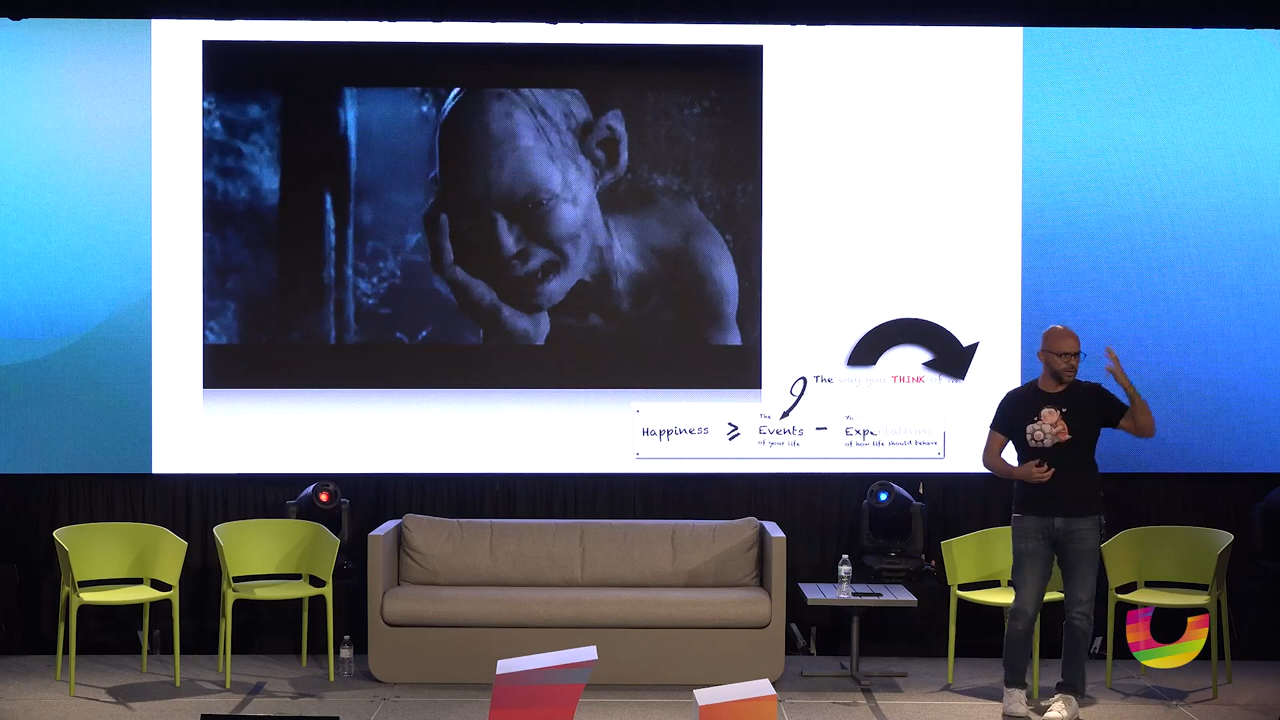 The way you THINK of
Happiness ≥ The Events of your life – Expectations of how life should behave